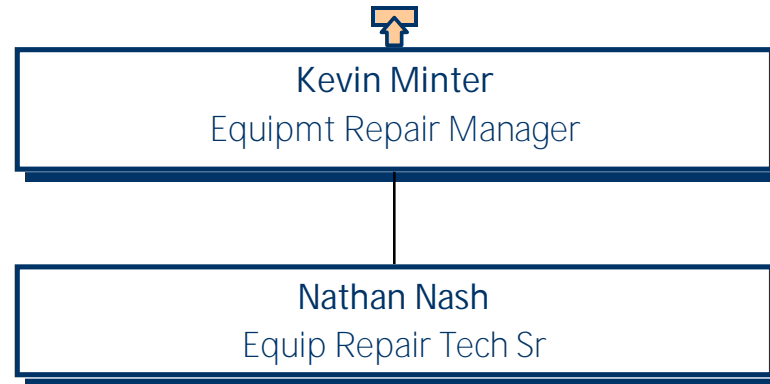 Kevin Minter
Equipmt Repair Manager
Nathan Nash
Equip Repair Tech Sr